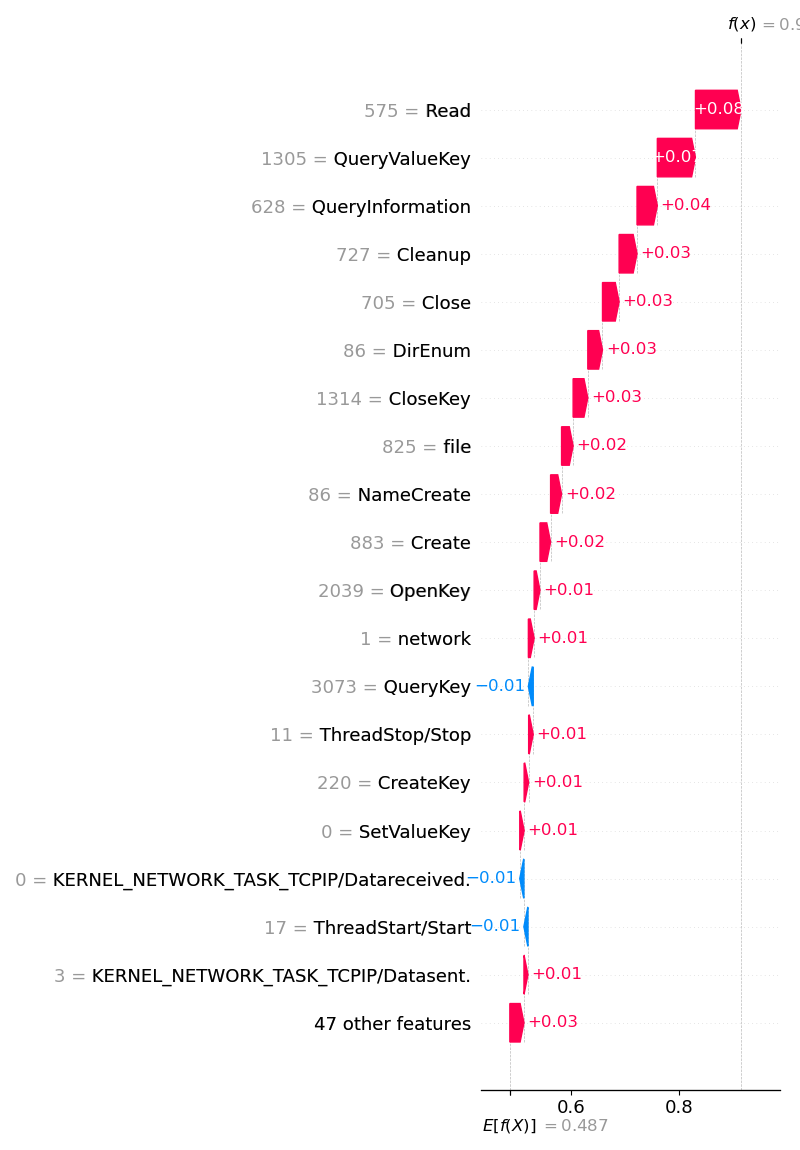 f(x) = 0.9
575 = Read +0.08
1305 = QueryValueKey +0.0
628 = QueryInformation +0.04
727 = Cleanup +0.03
705 = Close +0.03
86 = DirEnum +0.03
1314 = CloseKey +0.03
825 = file +0.02
86 = NameCreate +0.02
883 = Create +0.02
2039 = OpenKey +0.01
1 = network +0.01
3073 = QueryKey −0.01
11 = ThreadStop/Stop +0.01
220 = CreateKey +0.01
0 = SetValueKey +0.01
0 = KERNEL_NETWORK_TASK_TCPIP/Datareceived. −0.01
17 = ThreadStart/Start −0.01
3 = KERNEL_NETWORK_TASK_TCPIP/Datasent. +0.01
47 other features +0.03
0.6 0.8
E[f(X)] = 0.487